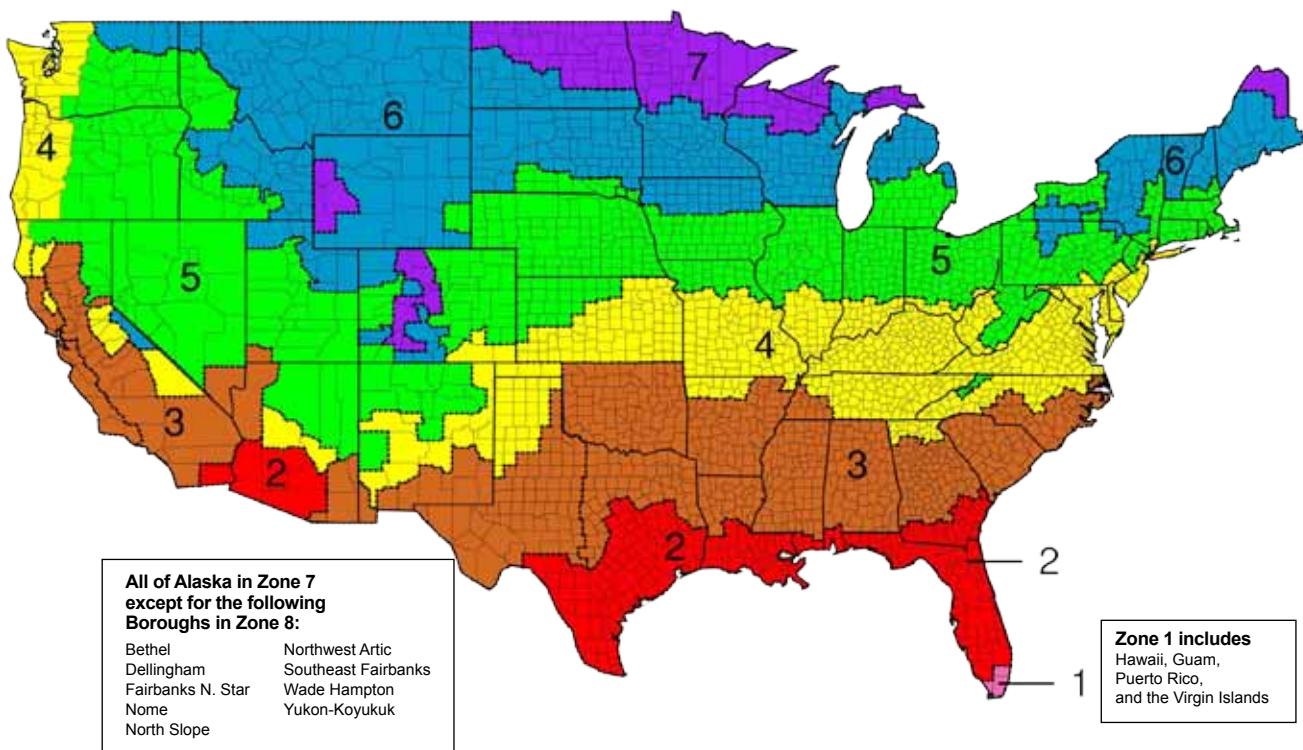 7
6
4
6
5
5
4
3
3
2
2
2
1
All of Alaska in Zone 7
except for the following
Boroughs in Zone 8:
Bethel
Dellingham
Fairbanks N. Star
Nome
North Slope
Northwest Artic
Southeast Fairbanks
Wade Hampton
Yukon-Koyukuk
Zone 1 includes
Hawaii, Guam,
Puerto Rico,
and the Virgin Islands